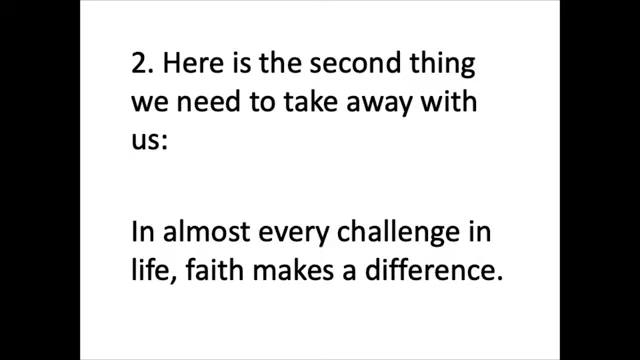 2. Here is the second thing
we need to take away with
us:
In almost every challenge in
life, faith makes a difference.